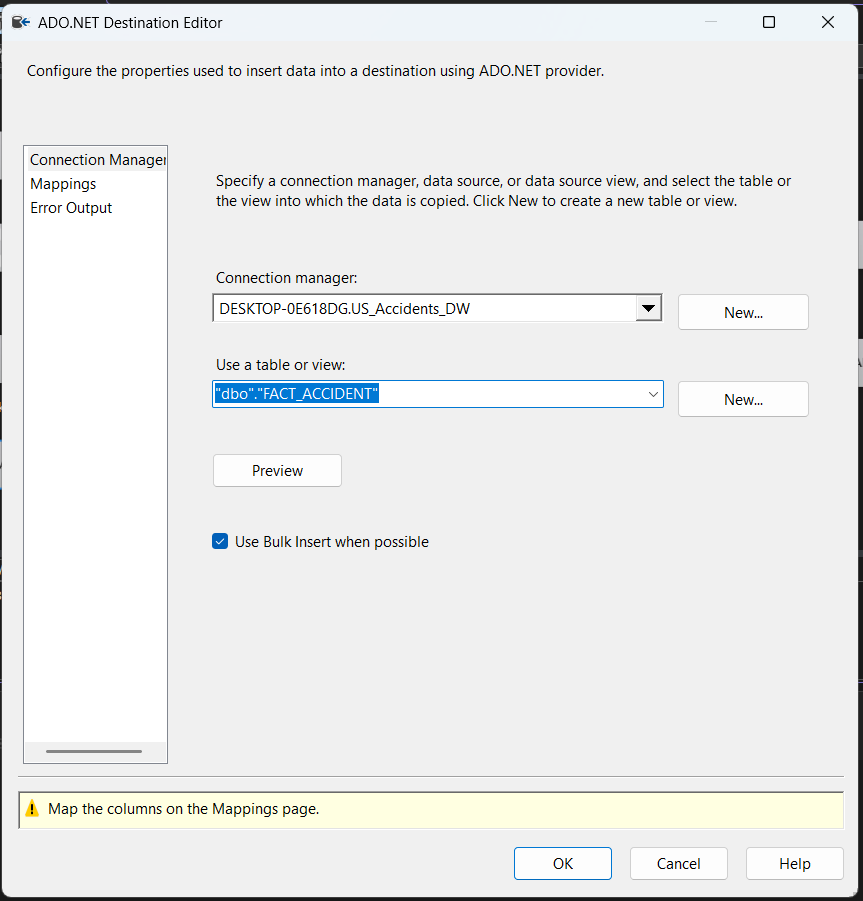 ADO.NET Destination Editor
Configure the properties used to insert data into a destination using ADO.NET provider.
Connection Manager
Mappings
Error Output
Specify a connection manager, data source, or data source view, and select the table or
the view into which the data is copied. Click New to create a new table or view.
Connection manager:
DESKTOP-0E618DG.US_Accidents_DW
New...
Use a table or view:
"dbo"."FACT_ACCIDENT"
New...
Preview
Use Bulk Insert when possible
Map the columns on the Mappings page.
OK
Cancel
Help